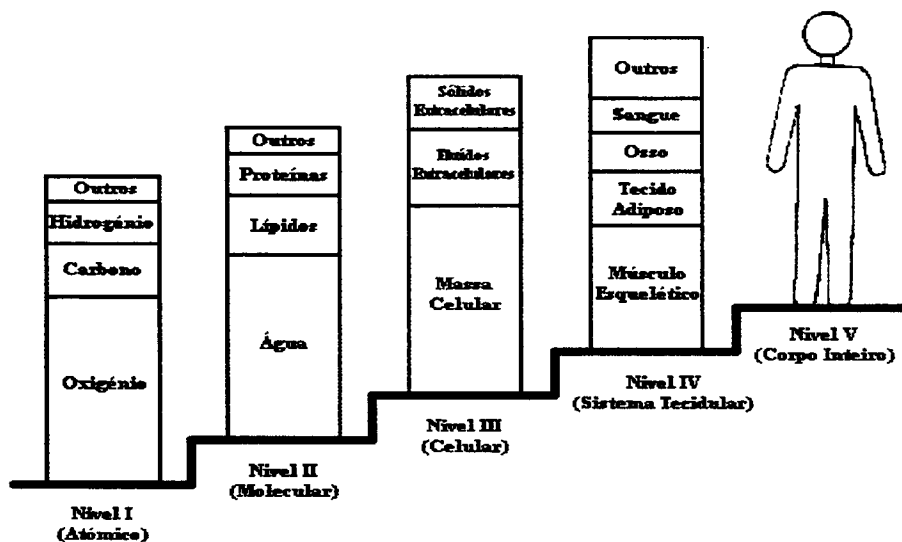 Outros
Hidrogénio
Carbono
Oxigénio
Nível I
(Atómico)
Outros
Proteínas
Lípidos
Água
Nível II
(Molecular)
Sólidos
Extracelulares
Fluídos
Extracelulares
Massa
Celular
Nível III
(Celular)
Outros
Sangue
Osso
Tecido
Adiposo
Músculo
Esquelético
Nível IV
(Sistema Tecidular)
Nível V
(Corpo Inteiro)